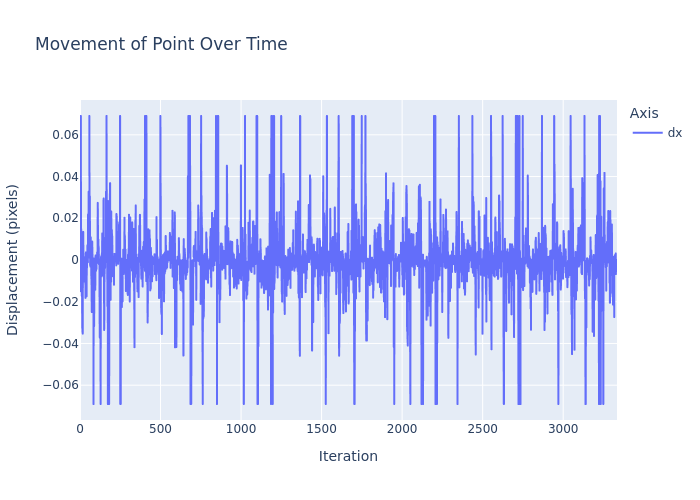 Movement of Point Over Time
Axis
dx
Displacement (pixels)
0.06
0.04
0.02
0
−0.02
−0.04
−0.06
0
500
1000
1500
2000
2500
3000
Iteration